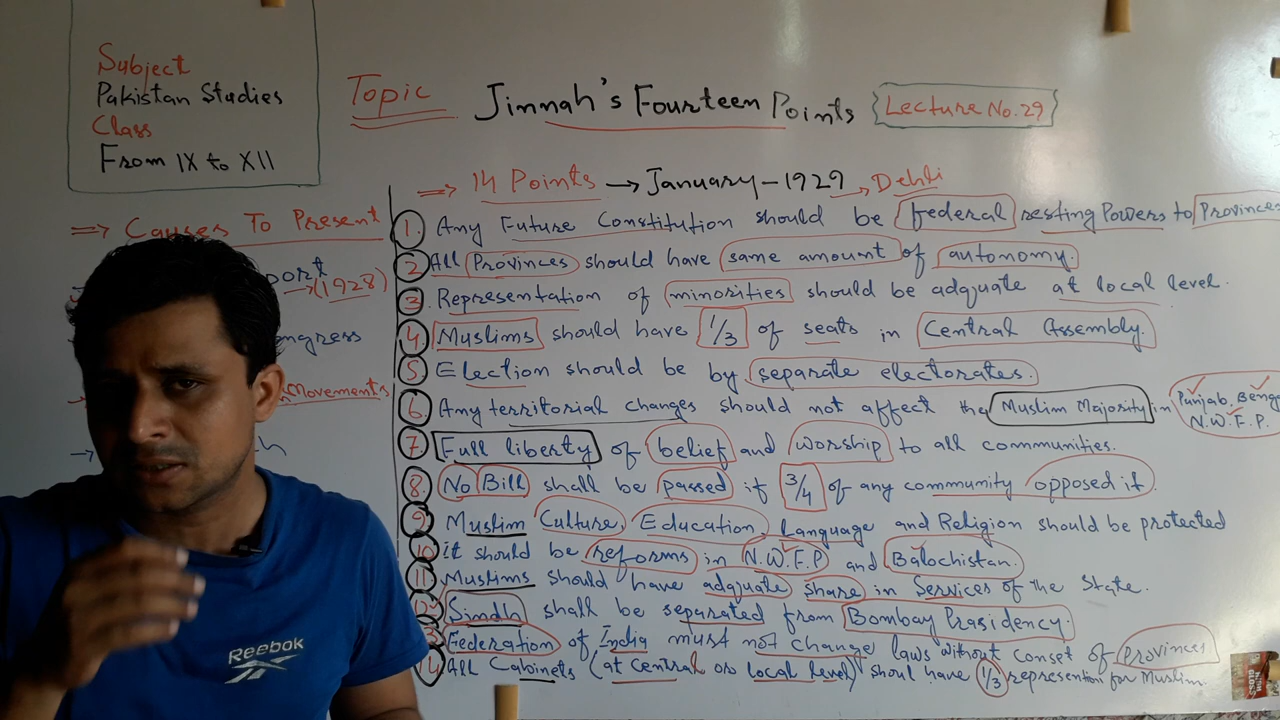 Subject
Pakistan Studies
Class
From IX to XII
Topic Jinnah's Fourteen Points Lecture No. 29
⇒ Causes To Present
port
→(1928)
ngress
Movements
→ h
⇒ 14 Points → January - 1929 → Dehli
1. Any Future Constitution should be federal resting Powers to Provinces
2 All Provinces should have same amount of autonomy.
3 Representation of minorities should be adquate at local level.
4 Muslims should have 1/3 of seats in Central Assembly.
5 Election should be by separate electorates.
6 Any territorial changes should not affect the Muslim Majority in Punjab, Beng
N.W.F.P.
7 Full liberty of belief and worship to all communities.
8 No Bill shall be passed if 3/4 of any community opposed it.
9 Muslim Culture, Education, Language and Religion should be protected
10 it should be reforms in N.W.F.P and Balochistan.
11 Muslims should have adquate share in Services of the State.
12 Sindh shall be separated from Bombay Prasidency.
13 Federation of India must not change laws without conset of Provinces
14 All Cabinets (at Central or local level) shoul have 1/3 represention for Muslim.
Reebok